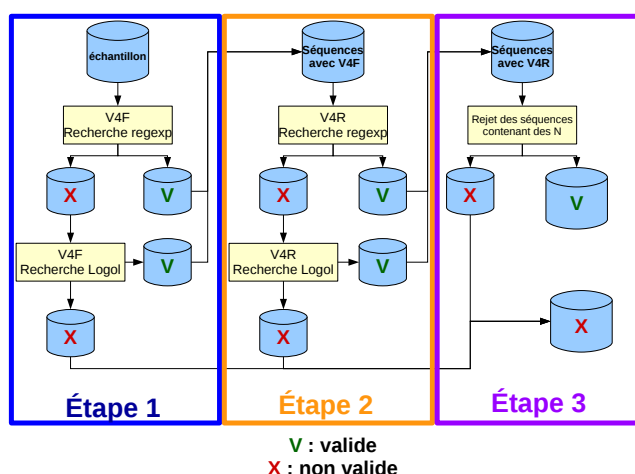 échantillon
V4F
Recherche regexp
X
V
V4F
Recherche Logol
V
X
Étape 1
Séquences
avec V4F
V4R
Recherche regexp
X
V
V4R
Recherche Logol
V
X
Étape 2
Séquences
avec V4R
Rejet des séquences
contenant des N
X
V
X
Étape 3
V : valide
X : non valide